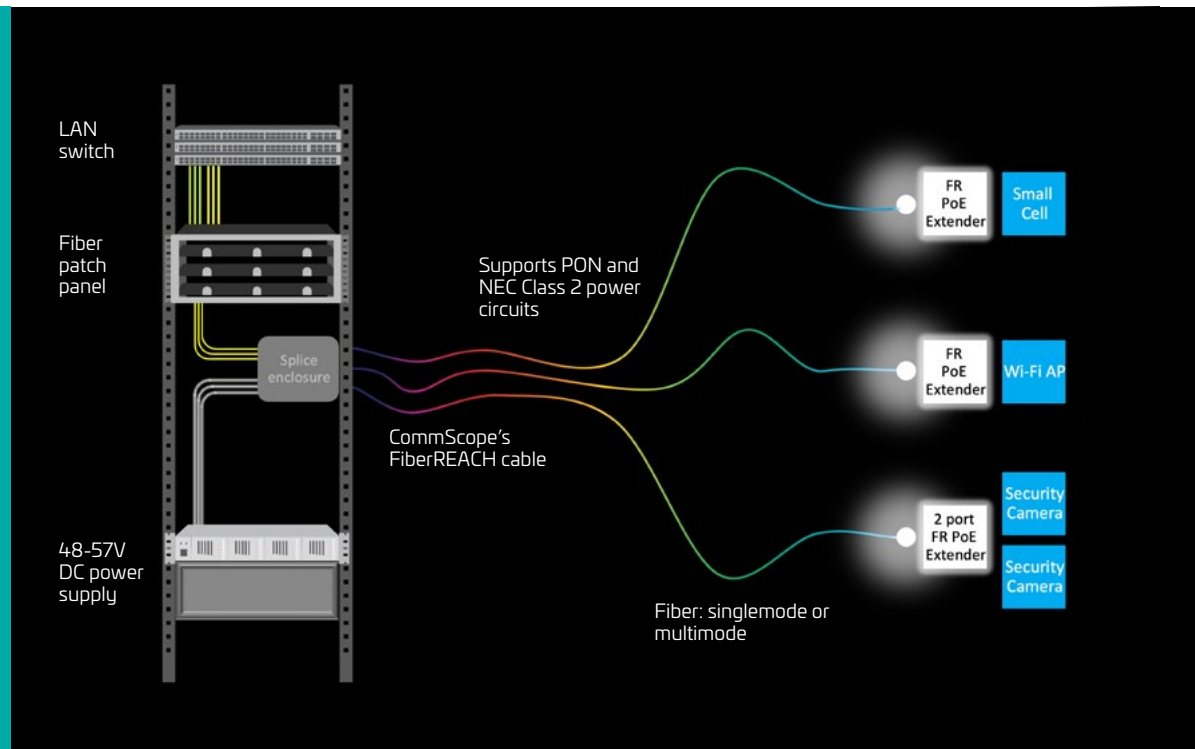 LAN
switch
Fiber
patch
panel
Splice
enclosure
48-57V
DC power
supply
Supports PON and
NEC Class 2 power
circuits
CommScope's
FiberREACH cable
Fiber: singlemode or
multimode
FR
PoE
Extender
Small
Cell
FR
PoE
Extender
Wi-Fi AP
2 port
FR PoE
Extender
Security
Camera
Security
Camera